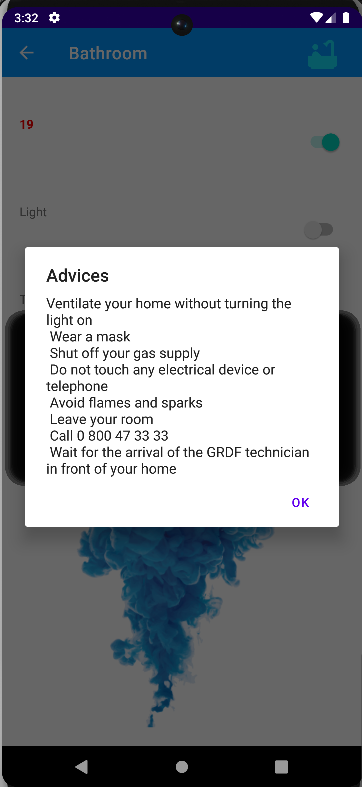 3:32
Bathroom
19
Light
T
Advices
Ventilate your home without turning the
light on
Wear a mask
Shut off your gas supply
Do not touch any electrical device or
telephone
Avoid flames and sparks
Leave your room
Call 0 800 47 33 33
Wait for the arrival of the GRDF technician
in front of your home
OK